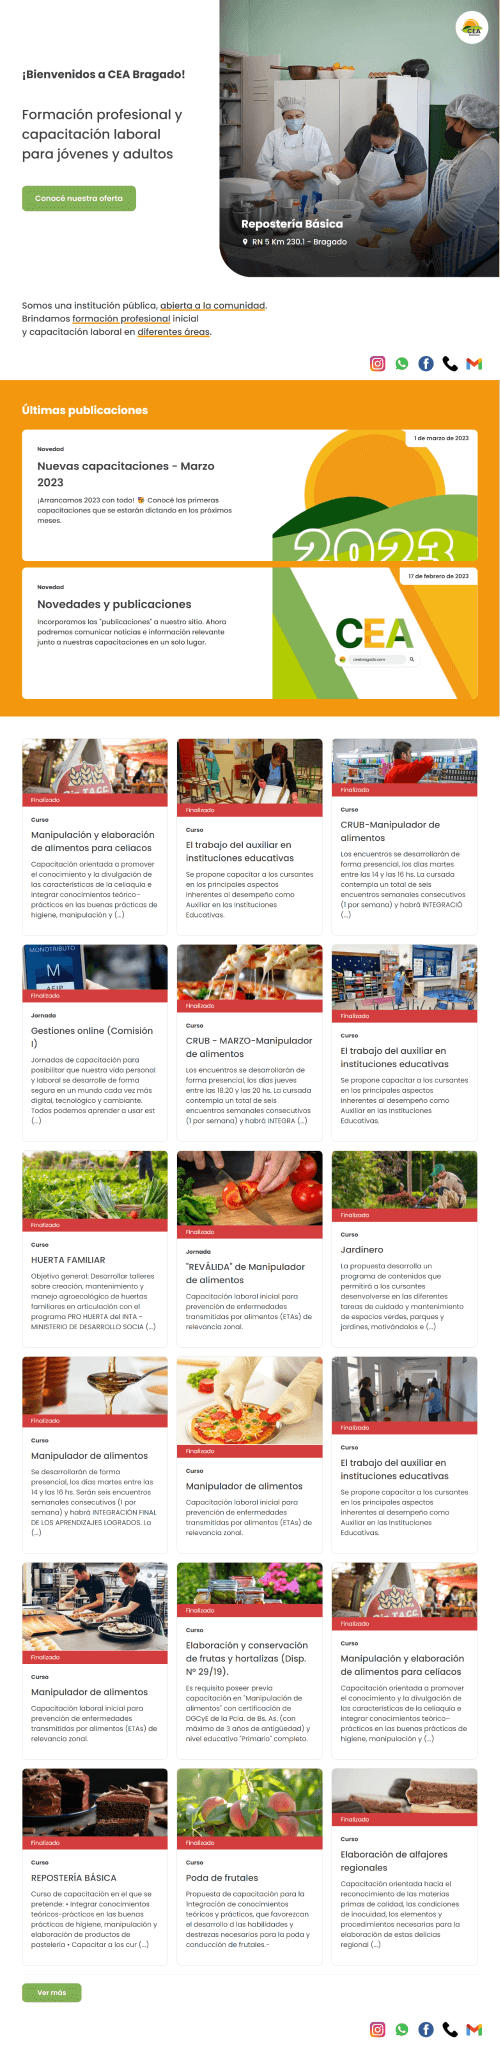 CEA
¡Bienvenidos a CEA Bragado!
Formación profesional y
capacitación laboral
para jóvenes y adultos
Conocé nuestra oferta
Repostería Básica
RN 5 Km 230.1 - Bragado
Somos una institución pública, abierta a la comunidad.
Brindamos formación profesional inicial
y capacitación laboral en diferentes áreas.
Últimas publicaciones
1 de marzo de 2023
Novedad
Nuevas capacitaciones - Marzo
2023
¡Arrancamos 2023 con todo! 🥳 Conocé las primeras
capacitaciones que se estarán dictando en los próximos
meses.
2023
17 de febrero de 2023
Novedad
Novedades y publicaciones
Incorporamos las "publicaciones" a nuestro sitio. Ahora
podremos comunicar noticias e información relevante
junto a nuestras capacitaciones en un solo lugar.
CEA
ceabragado.com
Finalizado
Curso
Manipulación y elaboración
de alimentos para celíacos
Capacitación orientada a promover
el conocimiento y la divulgación de
las características de la celiaquía e
integrar conocimientos teórico-
prácticos en las buenas prácticas de
higiene, manipulación y (...)
Finalizado
Curso
El trabajo del auxiliar en
instituciones educativas
Se propone capacitar a los cursantes
en los principales aspectos
inherentes al desempeño como
Auxiliar en las Instituciones
Educativas.
Finalizado
Curso
CRUB-Manipulador de
alimentos
Los encuentros se desarrollarán de
forma presencial, los días martes
entre las 14 y las 16 hs. La cursada
contempla un total de seis
encuentros semanales consecutivos
(1 por semana) y habrá INTEGRACIÓ
(...)
MONOTRIBUTO
M
AFIP
Finalizado
Jornada
Gestiones online (Comisión
I)
Jornadas de capacitación para
posibilitar que nuestra vida personal
y laboral se desarrolle de forma
segura en un mundo cada vez más
digital, tecnológico y cambiante.
Todos podemos aprender a usar est
(...)
Finalizado
Curso
CRUB - MARZO-Manipulador
de alimentos
Los encuentros se desarrollarán de
forma presencial, los días jueves
entre las 18.20 y las 20 hs. La cursada
contempla un total de seis
encuentros semanales consecutivos
(1 por semana) y habrá INTEGRA (...)
Finalizado
Curso
El trabajo del auxiliar en
instituciones educativas
Se propone capacitar a los cursantes
en los principales aspectos
inherentes al desempeño como
Auxiliar en las Instituciones
Educativas.
Finalizado
Curso
HUERTA FAMILIAR
Objetivo general: Desarrollar talleres
sobre creación, mantenimiento y
manejo agroecológico de huertas
familiares en articulación con el
programa PRO HUERTA del INTA -
MINISTERIO DE DESARROLLO SOCIA (...)
Finalizado
Jornada
"REVÁLIDA" de Manipulador
de alimentos
Capacitación laboral inicial para
prevención de enfermedades
transmitidas por alimentos (ETAs) de
relevancia zonal.
Finalizado
Curso
Jardinero
La propuesta desarrolla un
programa de contenidos que
permitirá a los cursantes
desenvolverse en las diferentes
tareas de cuidado y mantenimiento
de espacios verdes, parques y
jardines, motivándolos e (...)
Finalizado
Curso
Manipulador de alimentos
Se desarrollarán de forma
presencial, los días martes entre las
14 y las 16 hs. Serán seis encuentros
semanales consecutivos (1 por
semana) y habrá INTEGRACIÓN FINAL
DE LOS APRENDIZAJES LOGRADOS. La
(...)
Finalizado
Curso
Manipulador de alimentos
Capacitación laboral inicial para
prevención de enfermedades
transmitidas por alimentos (ETAs) de
relevancia zonal.
Finalizado
Curso
El trabajo del auxiliar en
instituciones educativas
Se propone capacitar a los cursantes
en los principales aspectos
inherentes al desempeño como
Auxiliar en las Instituciones
Educativas.
Finalizado
Curso
Manipulador de alimentos
Capacitación laboral inicial para
prevención de enfermedades
transmitidas por alimentos (ETAs) de
relevancia zonal.
Finalizado
Curso
Elaboración y conservación
de frutas y hortalizas (Disp.
N° 29/19).
Es requisito poseer previa
capacitación en "Manipulación de
alimentos" con certificación de
DGCyE de la Pcia. de Bs. As. (con
máximo de 3 años de antigüedad) y
nivel educativo "Primario" completo.
Finalizado
Curso
Manipulación y elaboración
de alimentos para celíacos
Capacitación orientada a promover
el conocimiento y la divulgación de
las características de la celiaquía e
integrar conocimientos teórico-
prácticos en las buenas prácticas de
higiene, manipulación y (...)
Finalizado
Curso
REPOSTERÍA BÁSICA
Curso de capacitación en el que se
pretende: • Integrar conocimientos
teóricos-prácticos en las buenas
prácticas de higiene, manipulación y
elaboración de productos de
pastelería • Capacitar a los cur (...)
Finalizado
Curso
Poda de frutales
Propuesta de capacitación para la
integración de conocimientos
teóricos y prácticos, que favorezcan
el desarrollo d las habilidades y
destrezas necesarias para la poda y
conducción de frutales.-
Finalizado
Curso
Elaboración de alfajores
regionales
Capacitación orientada hacia el
reconocimiento de las materias
primas de calidad, las condiciones
de inocuidad, los elementos y
procedimientos necesarios para la
elaboración de estas delicias
regional (...)
Ver más